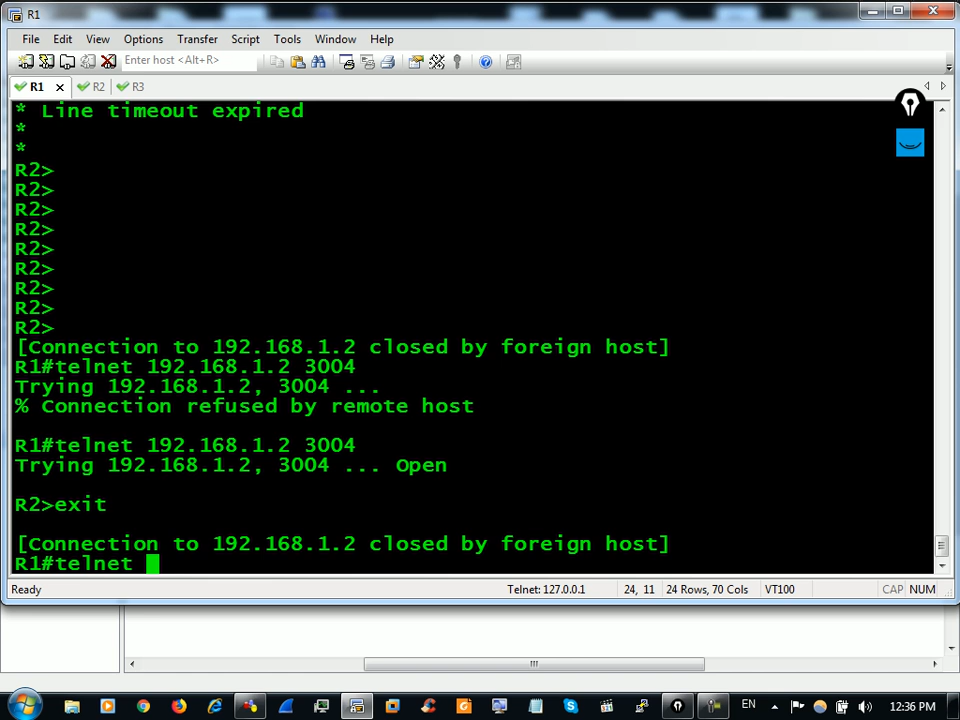 R1
File Edit View Options Transfer Script Tools Window Help
Enter host <Alt+R>
R1 R2 R3
* Line timeout expired
*
*
R2>
R2>
R2>
R2>
R2>
R2>
R2>
R2>
R2>
[Connection to 192.168.1.2 closed by foreign host]
R1#telnet 192.168.1.2 3004
Trying 192.168.1.2, 3004 ...
% Connection refused by remote host
R1#telnet 192.168.1.2 3004
Trying 192.168.1.2, 3004 ... Open
R2>exit
[Connection to 192.168.1.2 closed by foreign host]
R1#telnet
Ready Telnet: 127.0.0.1 24, 11 24 Rows, 70 Cols VT100 CAP NUM
EN 12:36 PM